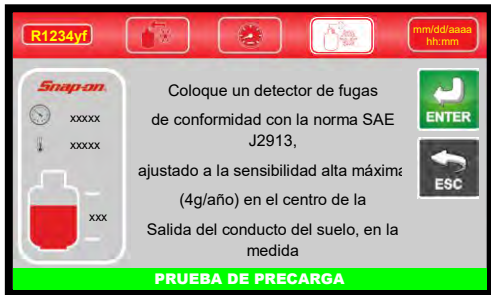 R1234yf
mm/dd/aaaa
hh:mm
Snap-on
xxxxx
xxxxx
xxx
Coloque un detector de fugas
de conformidad con la norma SAE
J2913,
ajustado a la sensibilidad alta máxima
(4g/año) en el centro de la
Salida del conducto del suelo, en la
medida
ENTER
ESC
PRUEBA DE PRECARGA